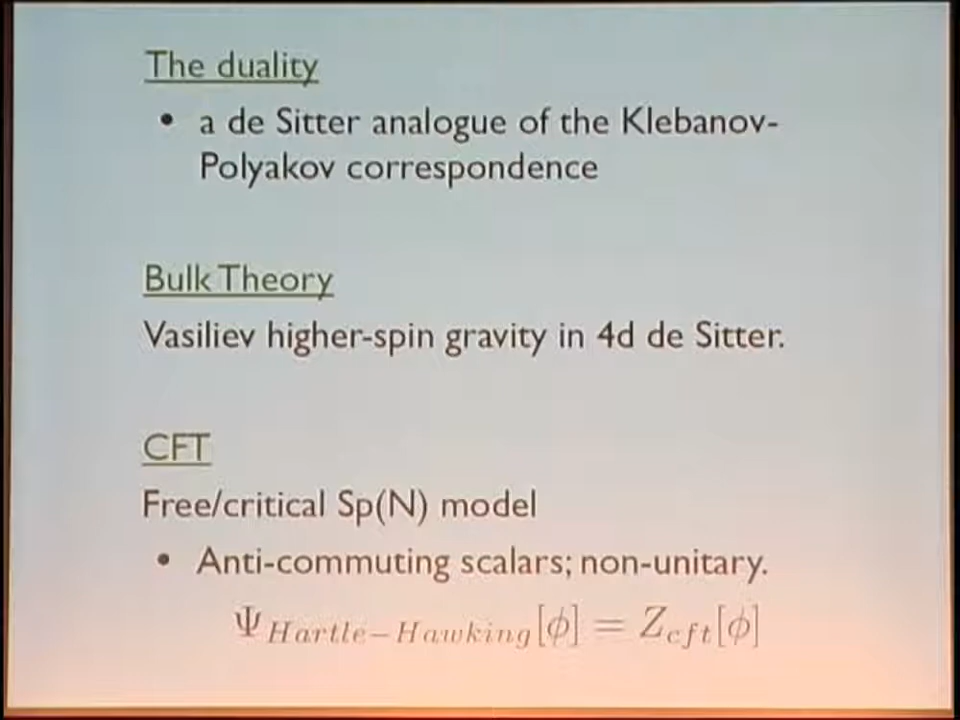 The duality
• a de Sitter analogue of the Klebanov-
Polyakov correspondence
Bulk Theory
Vasiliev higher-spin gravity in 4d de Sitter.
CFT
Free/critical Sp(N) model
• Anti-commuting scalars; non-unitary.
Ψ_{Hartle-Hawking}[ϕ] = Z_{cft}[ϕ]